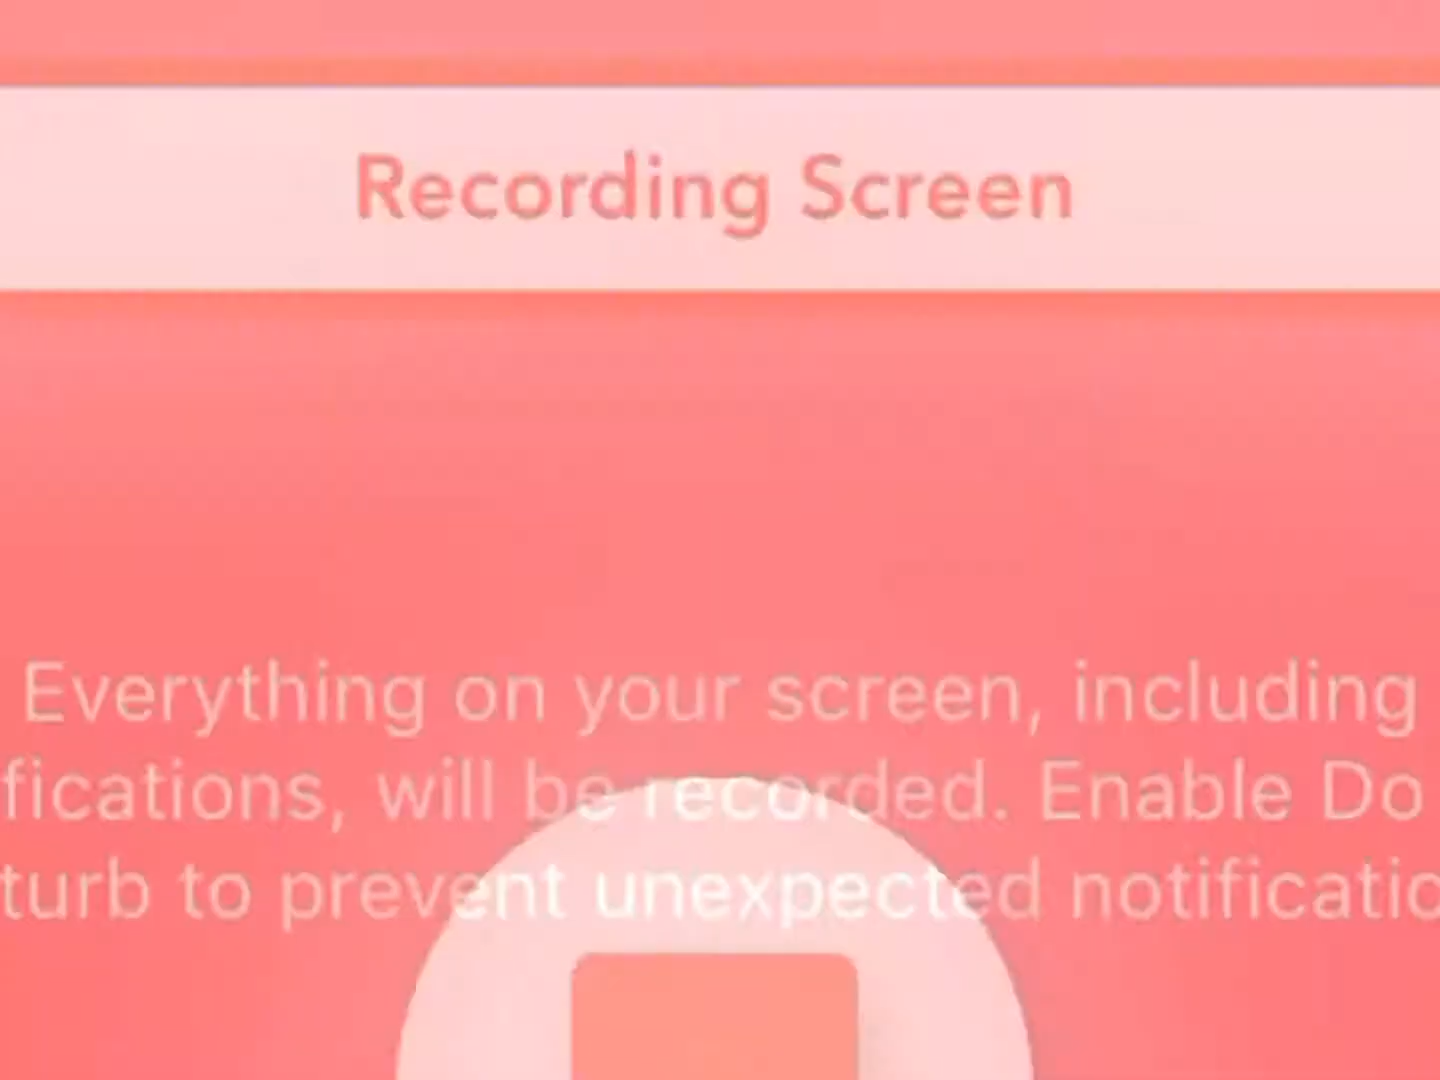 Recording Screen
Everything on your screen, including
fications, will be recorded. Enable Do
turb to prevent unexpected notificatio